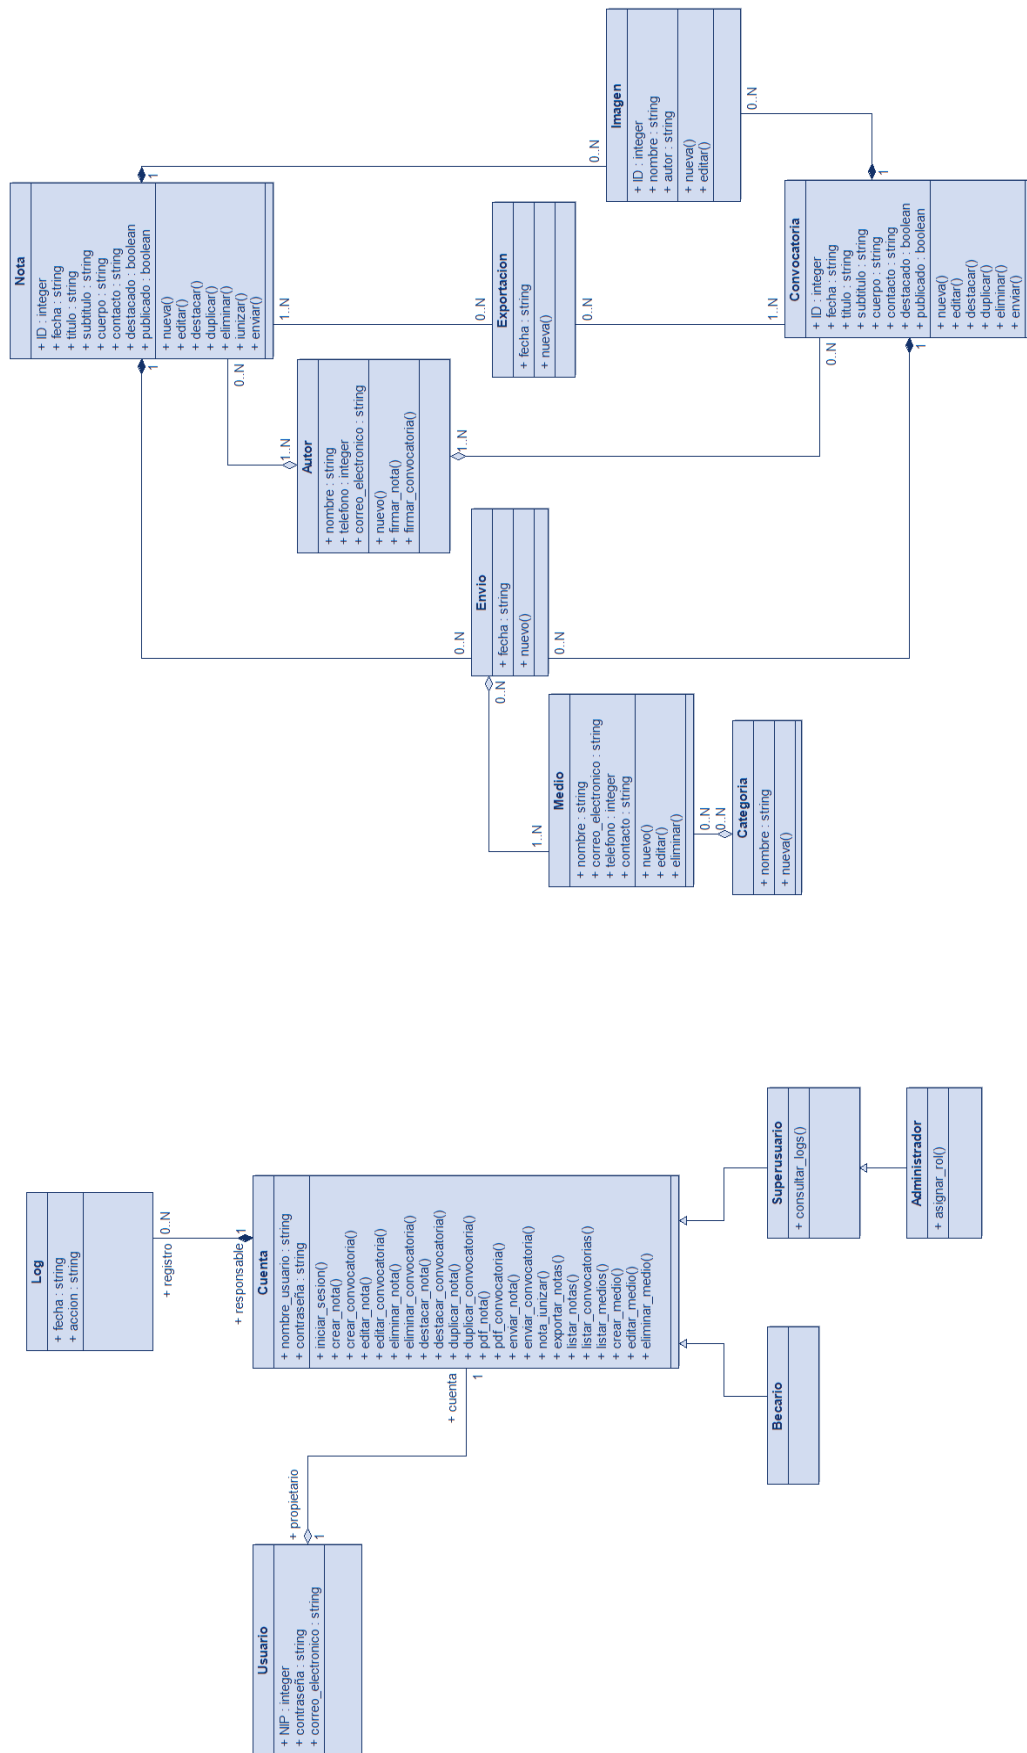 Usuario
+ NIP : integer
+ contraseña : string
+ correo_electronico : string
+ propietario
1
+ cuenta
1
Log
+ fecha : string
+ accion : string
+ registro
0..N
+ responsable
1
Cuenta
+ nombre_usuario : string
+ contraseña : string
+ iniciar_sesion()
+ crear_nota()
+ crear_convocatoria()
+ editar_nota()
+ editar_convocatoria()
+ eliminar_nota()
+ eliminar_convocatoria()
+ destacar_nota()
+ destacar_convocatoria()
+ duplicar_nota()
+ duplicar_convocatoria()
+ pdf_nota()
+ pdf_convocatoria()
+ enviar_nota()
+ enviar_convocatoria()
+ nota_iunizar()
+ exportar_notas()
+ listar_notas()
+ listar_convocatorias()
+ listar_medios()
+ crear_medio()
+ editar_medio()
+ eliminar_medio()
Becario
Superusuario
+ consultar_logs()
Administrador
+ asignar_rol()
Nota
+ ID : integer
+ fecha : string
+ titulo : string
+ subtitulo : string
+ cuerpo : string
+ contacto : string
+ destacado : boolean
+ publicado : boolean
+ nueva()
+ editar()
+ destacar()
+ duplicar()
+ eliminar()
+ iunizar()
+ enviar()
1
0..N
1..N
1
Autor
+ nombre : string
+ telefono : integer
+ correo_electronico : string
+ nuevo()
+ firmar_nota()
+ firmar_convocatoria()
1..N
1..N
Envio
+ fecha : string
+ nuevo()
0..N
0..N
0..N
Medio
+ nombre : string
+ correo_electronico : string
+ telefono : integer
+ contacto : string
+ nuevo()
+ editar()
+ eliminar()
1..N
0..N
0..N
Categoria
+ nombre : string
+ nueva()
Exportacion
+ fecha : string
+ nueva()
0..N
0..N
Imagen
+ ID : integer
+ nombre : string
+ autor : string
+ nueva()
+ editar()
0..N
0..N
Convocatoria
+ ID : integer
+ fecha : string
+ titulo : string
+ subtitulo : string
+ cuerpo : string
+ contacto : string
+ destacado : boolean
+ publicado : boolean
+ nueva()
+ editar()
+ destacar()
+ duplicar()
+ eliminar()
+ enviar()
1
0..N
1..N
1